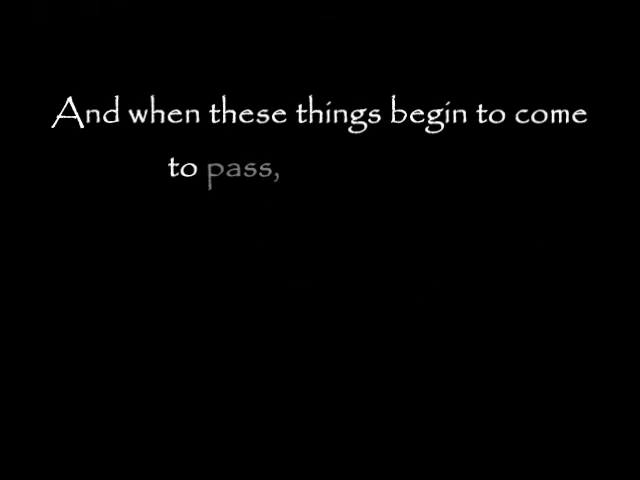 And when these things begin to come
to pass,